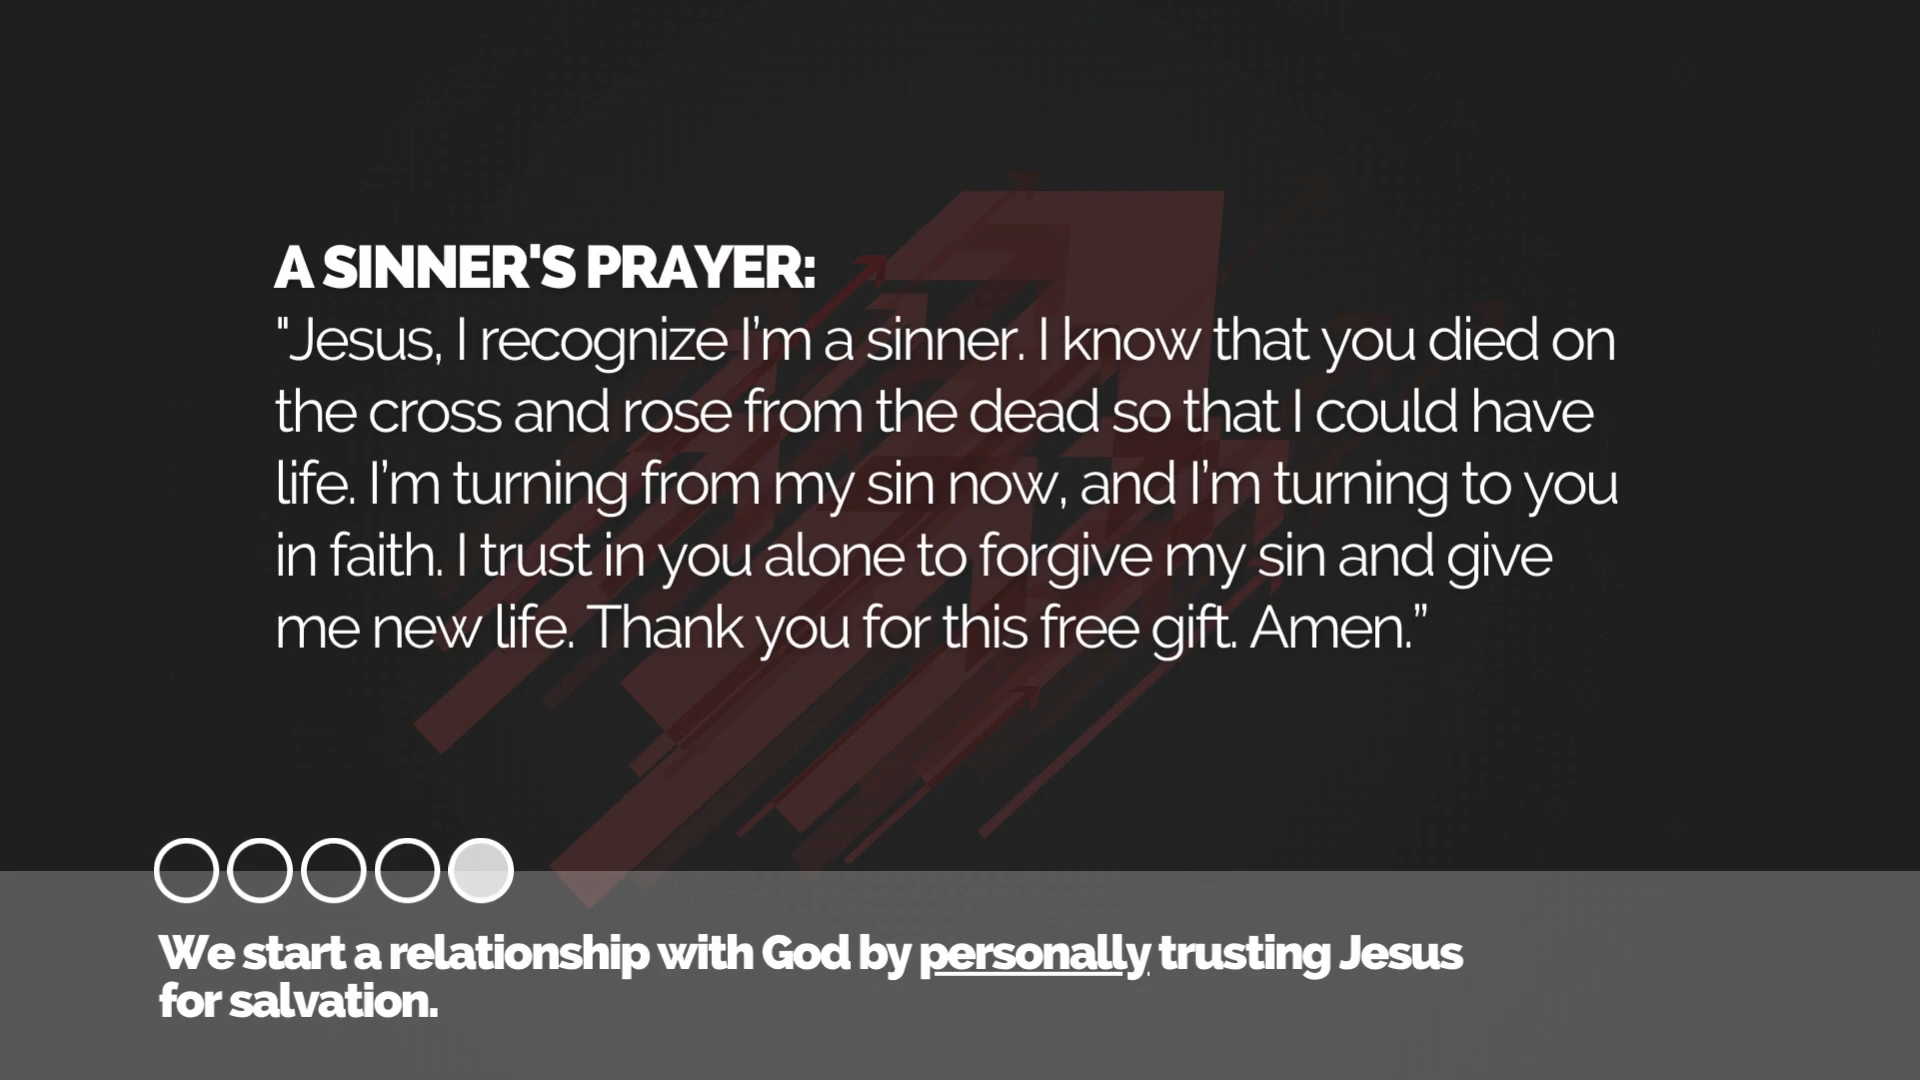 A SINNER'S PRAYER:
"Jesus, I recognize I’m a sinner. I know that you died on
the cross and rose from the dead so that I could have
life. I’m turning from my sin now, and I’m turning to you
in faith. I trust in you alone to forgive my sin and give
me new life. Thank you for this free gift. Amen.”
We start a relationship with God by personally trusting Jesus
for salvation.